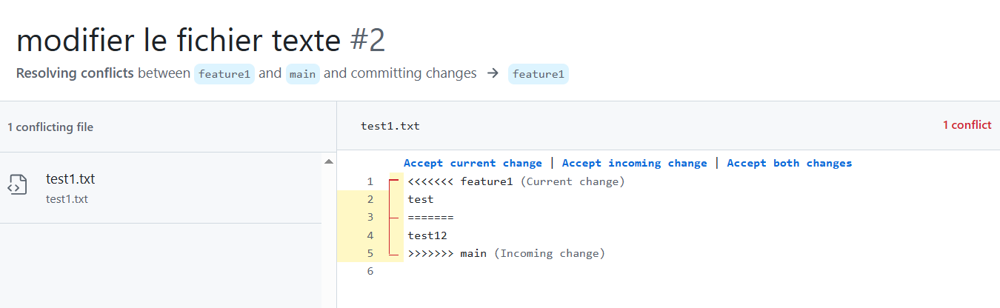 modifier le fichier texte #2
Resolving conflicts between feature1 and main and committing changes → feature1
1 conflicting file
test1.txt
1 conflict
test1.txt
test1.txt
Accept current change | Accept incoming change | Accept both changes
1 <<<<<<< feature1 (Current change)
2 test
3 =======
4 test12
5 >>>>>>> main (Incoming change)
6